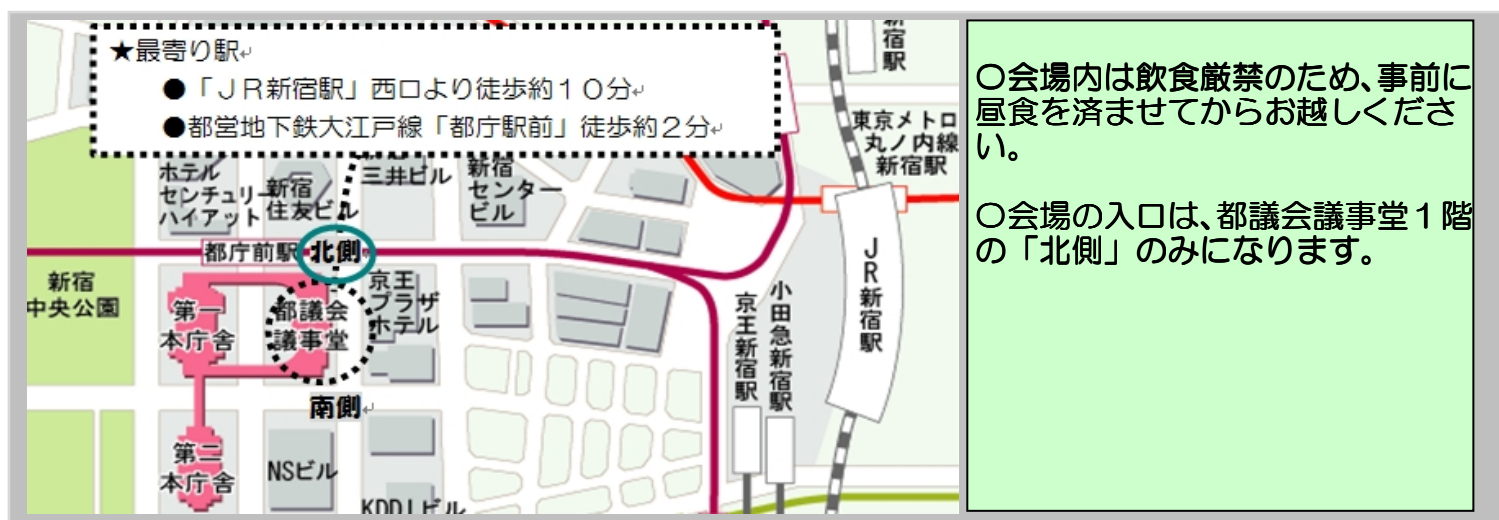 ★最寄り駅
●「ＪＲ新宿駅」西口より徒歩約１０分
●都営地下鉄大江戸線「都庁駅前」徒歩約２分
新宿駅
東京メトロ
丸ノ内線
新宿駅
ホテル
センチュリー
ハイアット
新宿
住友ビル
三井ビル
新宿
センター
ビル
都庁前駅
北側
新宿
中央公園
第一
本庁舎
都議会
議事堂
京王
プラザ
ホテル
南側
第二
本庁舎
NSビル
KDDIビル
京王新宿駅
小田急新宿駅
JR新宿駅
○会場内は飲食厳禁のため、事前に
昼食を済ませてからお越しくださ
い。
○会場の入口は、都議会議事堂１階
の「北側」のみになります。